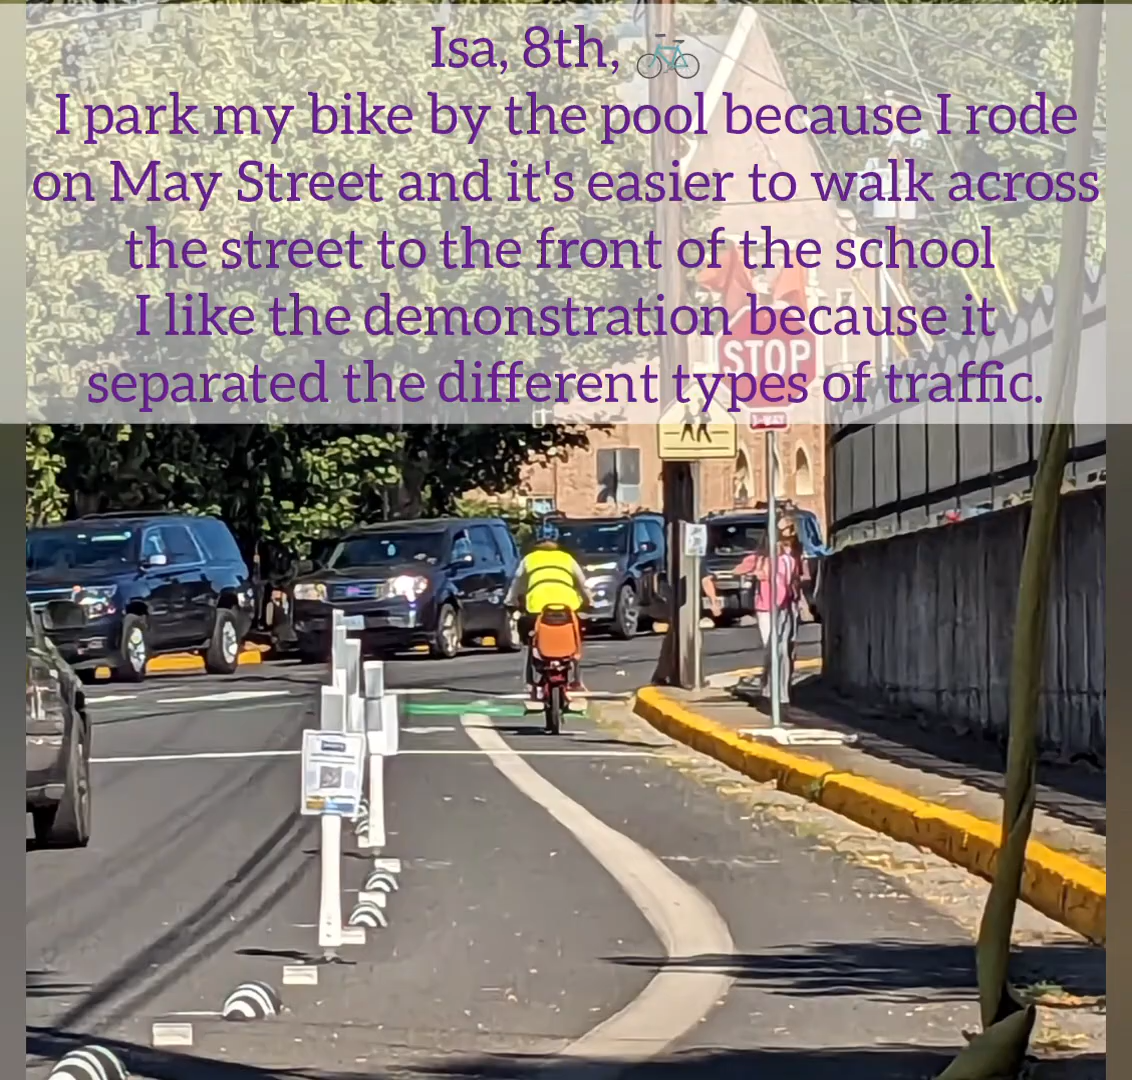 Isa, 8th, 🚲
I park my bike by the pool because I rode
on May Street and it's easier to walk across
the street to the front of the school
I like the demonstration because it
separated the different types of traffic.
STOP
3-WAY